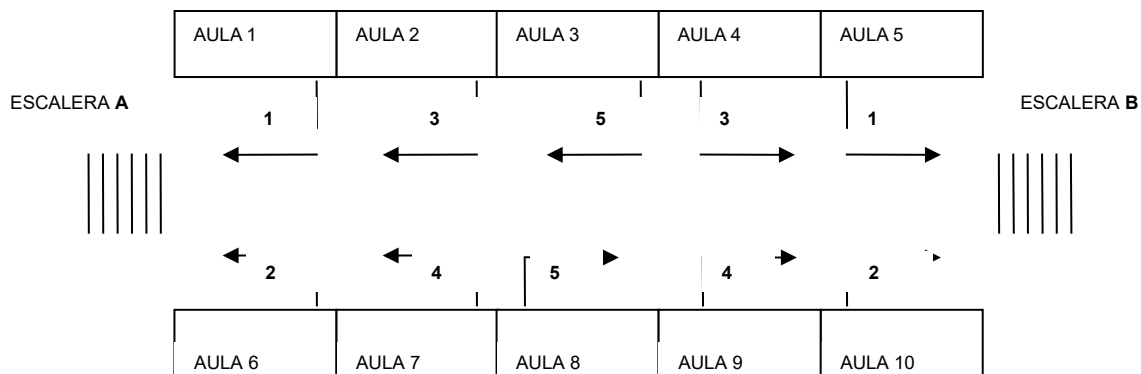 AULA 1 AULA 2 AULA 3 AULA 4 AULA 5
ESCALERA A ESCALERA B
1 3 5 3 1
2 4 5 4 2
AULA 6 AULA 7 AULA 8 AULA 9 AULA 10